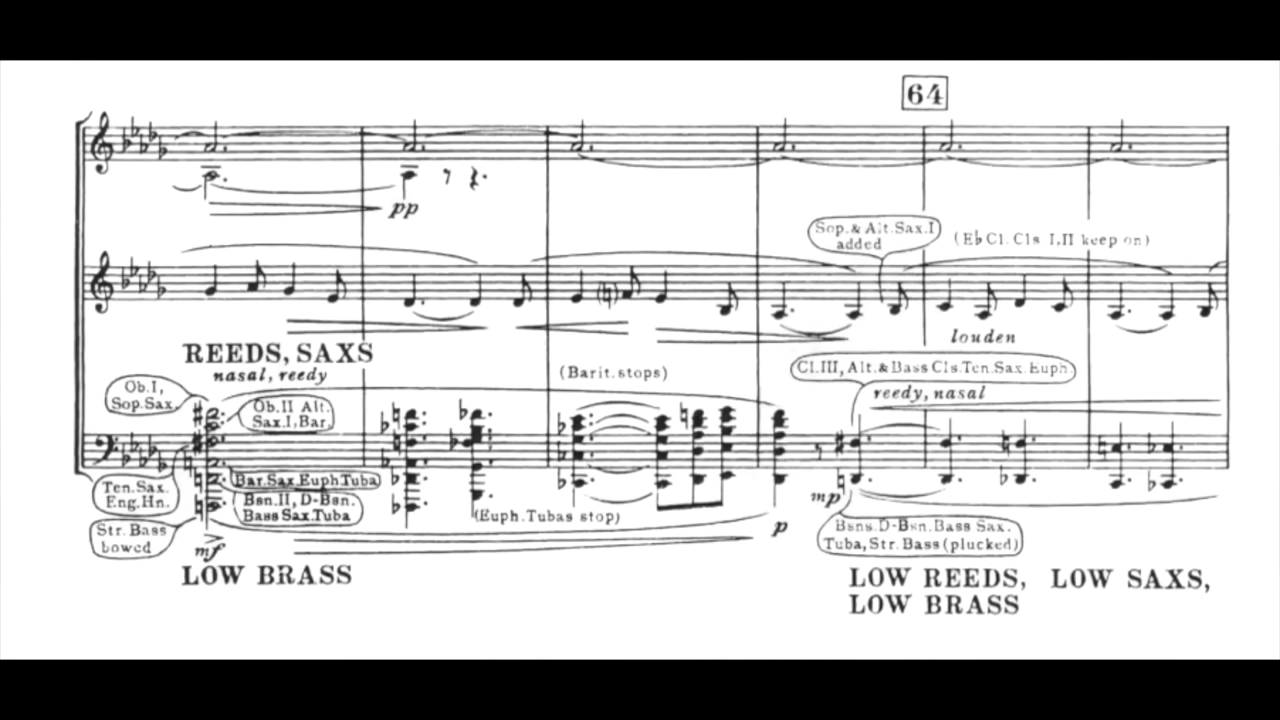 64
pp
Sop. & Alt. Sax. I
added
(E♭ Cl. Cls I, II keep on)
louden
REEDS, SAXS
nasal, reedy
(Barit. stops)
Cl. III, Alt. & Bass Cls. Ten. Sax. Euph.
reedy, nasal
Ob. I,
Sop. Sax.
Ob. II Alt.
Sax. I, Bar.
Ten. Sax.
Eng. Hn.
Bar. Sax. Euph. Tuba
Bsn. II, D-Bsn.
Bass Sax. Tuba
(Euph. Tubas stop)
Str. Bass
bowed
mf
p
mp
Bsns. D-Bsn. Bass Sax.
Tuba, Str. Bass (plucked)
LOW BRASS
LOW REEDS, LOW SAXS,
LOW BRASS